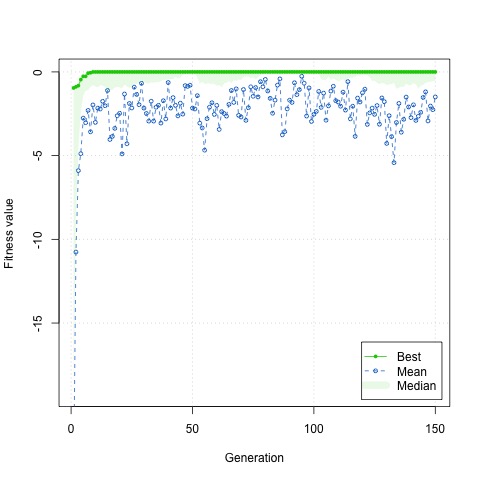 Fitness value
0
-5
-10
-15
Best
Mean
Median
0 50 100 150
Generation